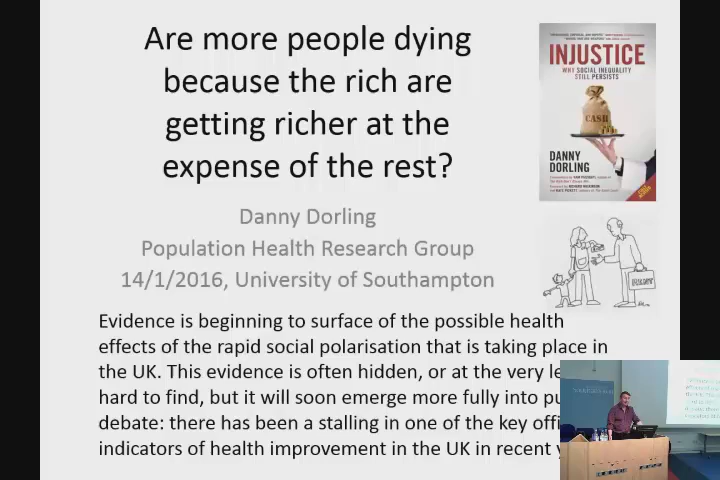 Are more people dying
because the rich are
getting richer at the
expense of the rest?
Danny Dorling
Population Health Research Group
14/1/2016, University of Southampton
Evidence is beginning to surface of the possible health
effects of the rapid social polarisation that is taking place in
the UK. This evidence is often hidden, or at the very
hard to find, but it will soon emerge more fully into
debate: there has been a stalling in one of the key
indicators of health improvement in the UK in recent
INJUSTICE
WHY SOCIAL INEQUALITY
STILL PERSISTS
CASH
DANNY
DORLING